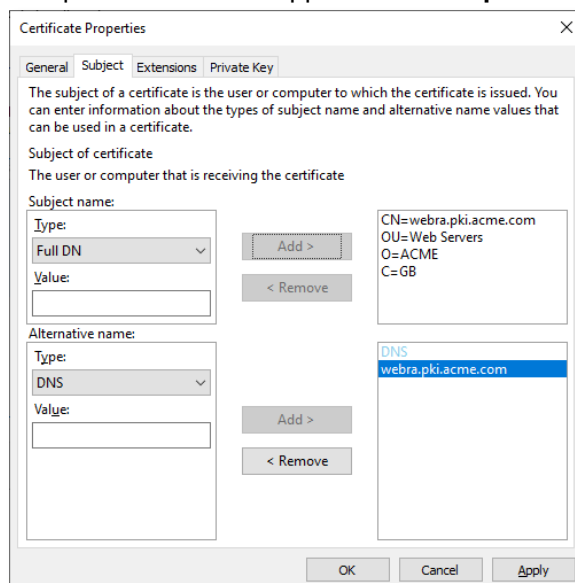 Certificate Properties
General Subject Extensions Private Key
The subject of a certificate is the user or computer to which the certificate is issued. You
can enter information about the types of subject name and alternative name values that
can be used in a certificate.
Subject of certificate
The user or computer that is receiving the certificate
Subject name:
Type:
Full DN
Value:
Add >
< Remove
CN=webra.pki.acme.com
OU=Web Servers
O=ACME
C=GB
Alternative name:
Type:
DNS
Value:
Add >
< Remove
DNS
webra.pki.acme.com
OK Cancel Apply